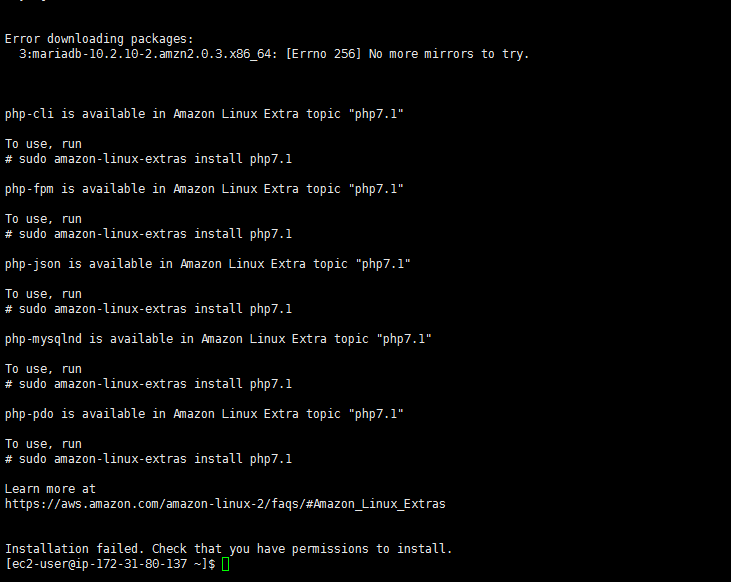 Error downloading packages:
3:mariadb-10.2.10-2.amzn2.0.3.x86_64: [Errno 256] No more mirrors to try.
php-cli is available in Amazon Linux Extra topic "php7.1"
To use, run
# sudo amazon-linux-extras install php7.1
php-fpm is available in Amazon Linux Extra topic "php7.1"
To use, run
# sudo amazon-linux-extras install php7.1
php-json is available in Amazon Linux Extra topic "php7.1"
To use, run
# sudo amazon-linux-extras install php7.1
php-mysqlnd is available in Amazon Linux Extra topic "php7.1"
To use, run
# sudo amazon-linux-extras install php7.1
php-pdo is available in Amazon Linux Extra topic "php7.1"
To use, run
# sudo amazon-linux-extras install php7.1
Learn more at
https://aws.amazon.com/amazon-linux-2/faqs/#Amazon_Linux_Extras
Installation failed. Check that you have permissions to install.
[ec2-user@ip-172-31-80-137 ~]$